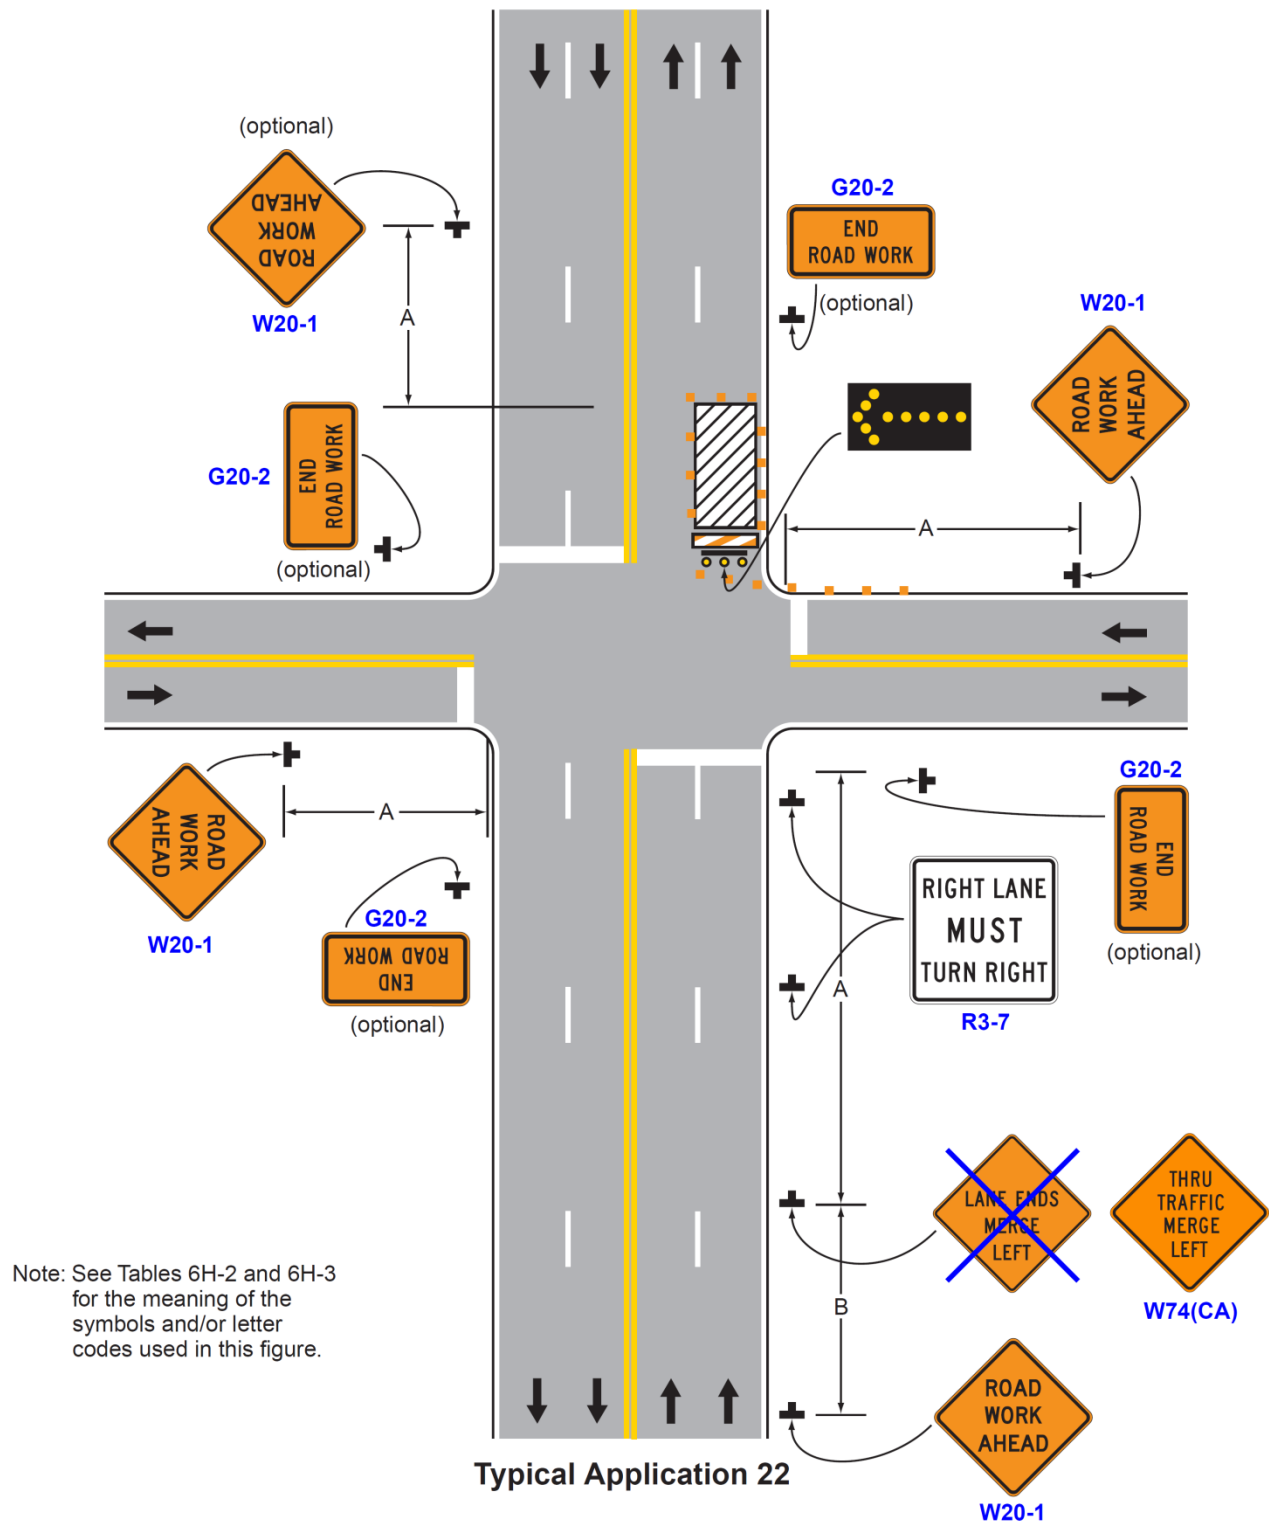 (optional)
ROAD
WORK
AHEAD
W20-1
A
G20-2
END
ROAD WORK
(optional)
G20-2
END
ROAD WORK
(optional)
W20-1
ROAD
WORK
AHEAD
A
ROAD
WORK
AHEAD
W20-1
A
G20-2
END
ROAD WORK
(optional)
A
G20-2
END
ROAD WORK
(optional)
RIGHT LANE
MUST
TURN RIGHT
R3-7
LANE ENDS
MERGE
LEFT
THRU
TRAFFIC
MERGE
LEFT
W74(CA)
B
ROAD
WORK
AHEAD
W20-1
Note: See Tables 6H-2 and 6H-3
for the meaning of the
symbols and/or letter
codes used in this figure.
Typical Application 22